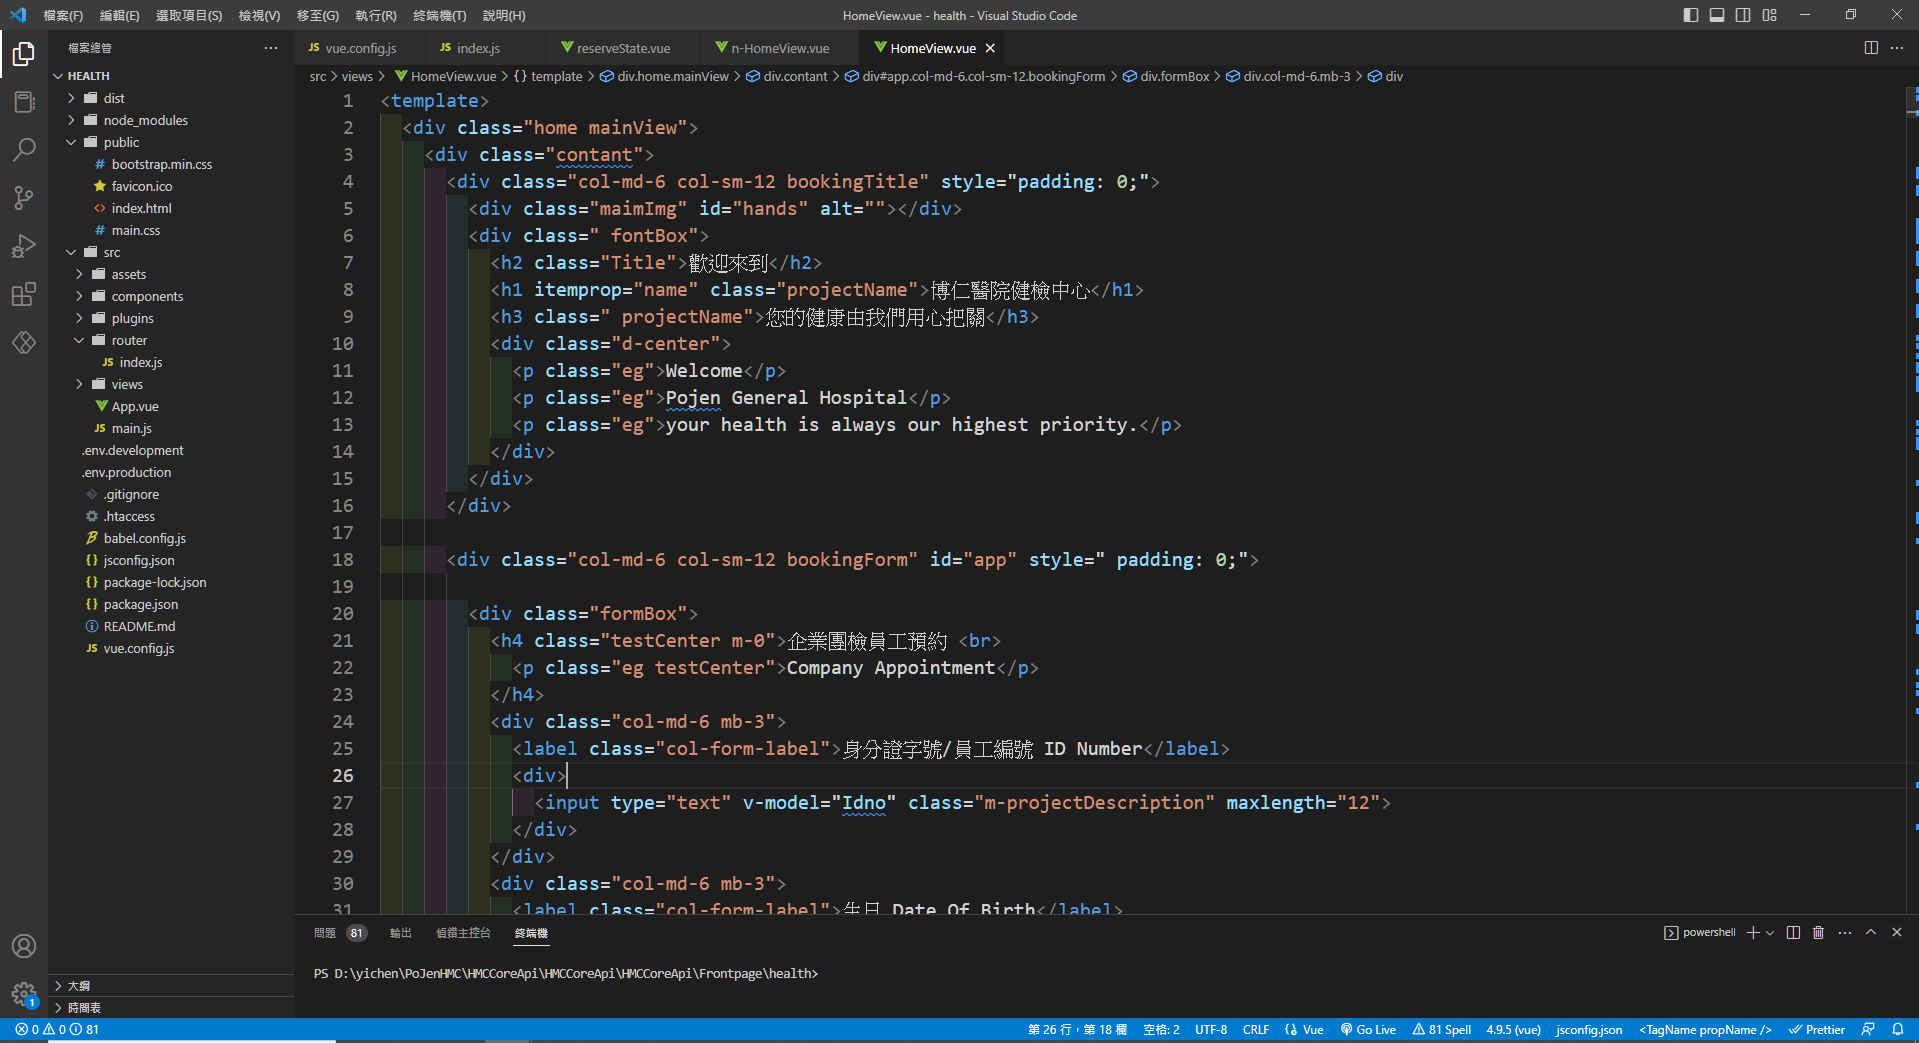 檔案(F) 編輯(E) 選取項目(S) 檢視(V) 移至(G) 執行(R) 終端機(T) 說明(H) HomeView.vue - health - Visual Studio Code
檔案總管 ···
HEALTH
dist
node_modules
public
# bootstrap.min.css
favicon.ico
<> index.html
# main.css
src
assets
components
plugins
router
JS index.js
views
App.vue
JS main.js
.env.development
.env.production
.gitignore
.htaccess
babel.config.js
{} jsconfig.json
{} package-lock.json
{} package.json
README.md
JS vue.config.js
大綱
時間表
JS vue.config.js JS index.js reserveState.vue n-HomeView.vue HomeView.vue
src > views > HomeView.vue > {} template > div.home.mainView > div.contant > div#app.col-md-6.col-sm-12.bookingForm > div.formBox > div.col-md-6.mb-3 > div
1 <template>
2 <div class="home mainView">
3 <div class="contant">
4 <div class="col-md-6 col-sm-12 bookingTitle" style="padding: 0;">
5 <div class="maimImg" id="hands" alt=""></div>
6 <div class=" fontBox">
7 <h2 class="Title">歡迎來到</h2>
8 <h1 itemprop="name" class="projectName">博仁醫院健檢中心</h1>
9 <h3 class=" projectName">您的健康由我們用心把關</h3>
10 <div class="d-center">
11 <p class="eg">Welcome</p>
12 <p class="eg">Pojen General Hospital</p>
13 <p class="eg">your health is always our highest priority.</p>
14 </div>
15 </div>
16 </div>
17
18 <div class="col-md-6 col-sm-12 bookingForm" id="app" style=" padding: 0;">
19
20 <div class="formBox">
21 <h4 class="testCenter m-0">企業團檢員工預約 <br>
22 <p class="eg testCenter">Company Appointment</p>
23 </h4>
24 <div class="col-md-6 mb-3">
25 <label class="col-form-label">身分證字號/員工編號 ID Number</label>
26 <div>
27 <input type="text" v-model="Idno" class="m-projectDescription" maxlength="12">
28 </div>
29 </div>
30 <div class="col-md-6 mb-3">
31 <label class="col-form-label">生日 Date Of Birth</label>
問題 81 輸出 偵錯主控台 終端機 powershell
PS D:\yichen\PoJenHMC\HMCCoreApi\HMCCoreApi\HMCCoreApi\Frontpage\health>
1
0 0 81 第 26 行，第 18 欄 空格: 2 UTF-8 CRLF Vue Go Live 81 Spell 4.9.5 (vue) jsconfig.json <TagName propName /> Prettier